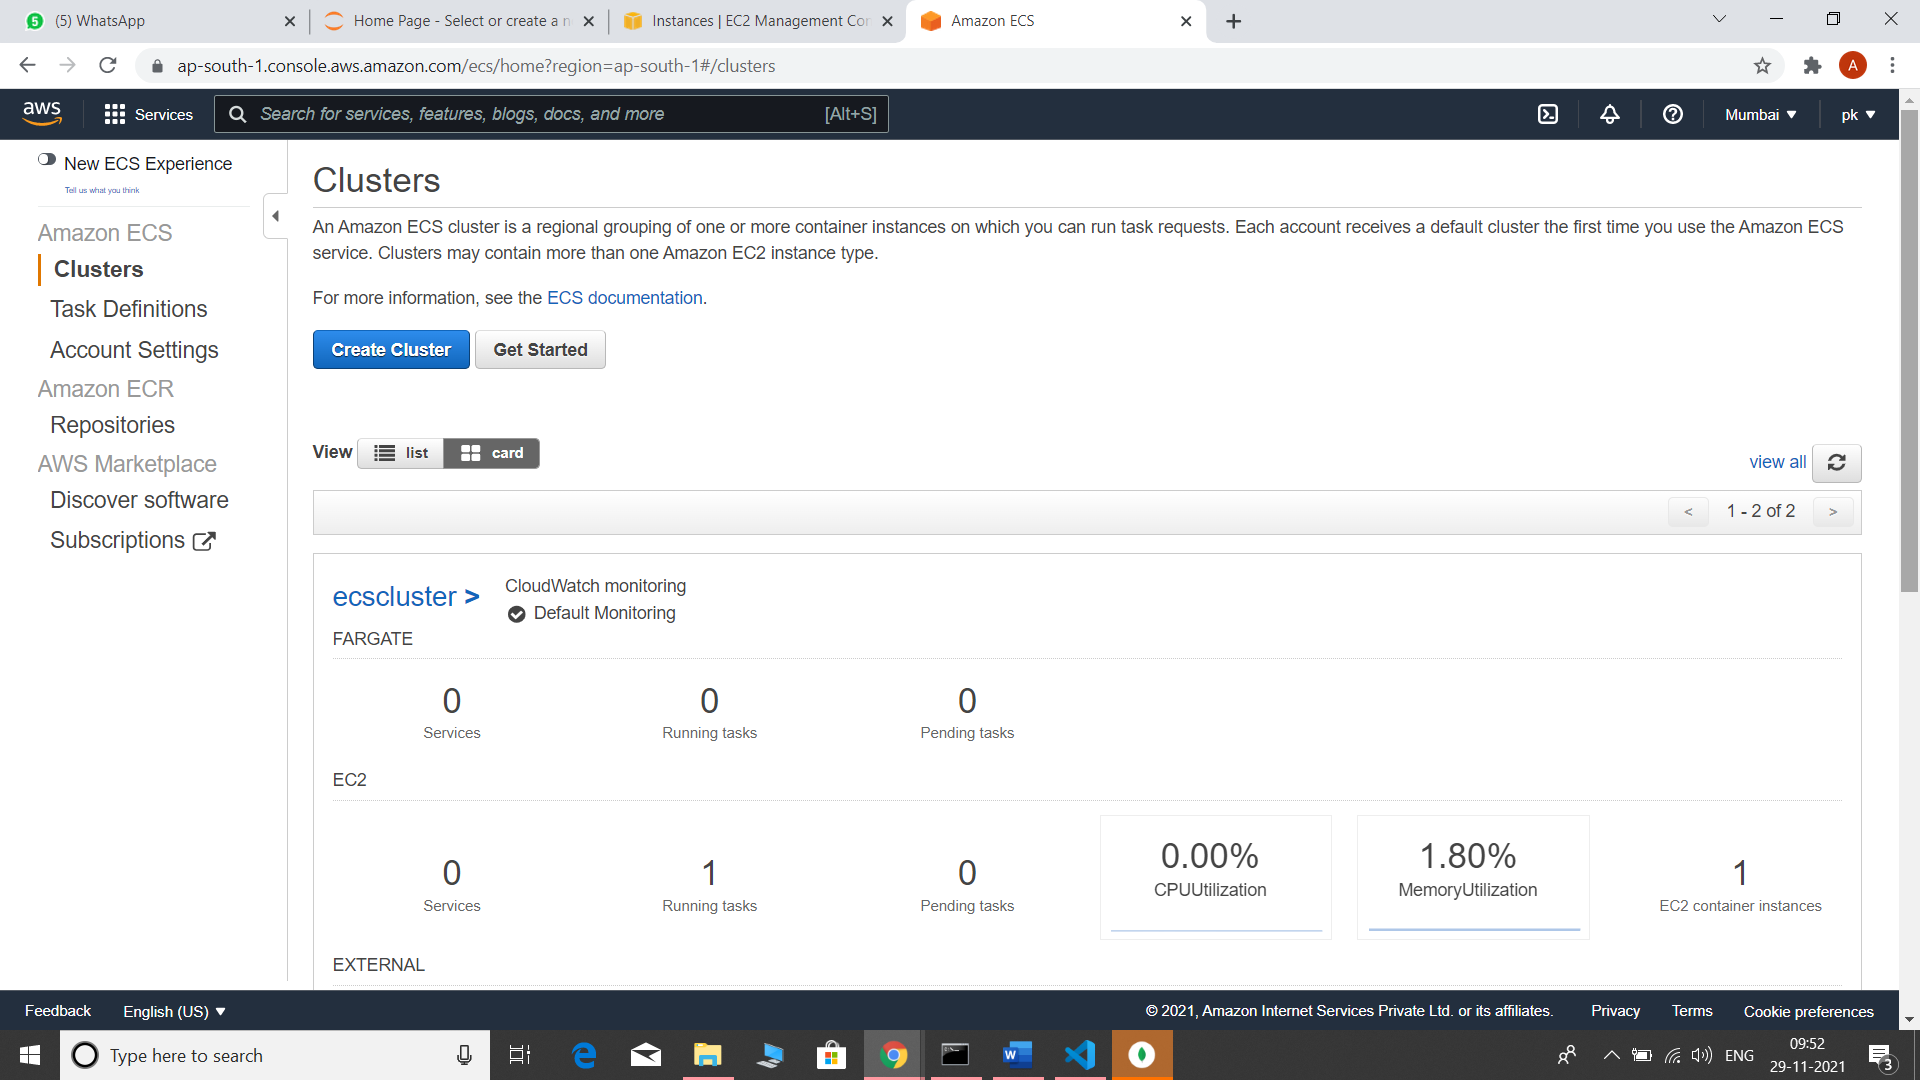 (5) WhatsApp
Home Page - Select or create a n
Instances | EC2 Management Con
Amazon ECS
ap-south-1.console.aws.amazon.com/ecs/home?region=ap-south-1#/clusters
A
aws
Services
Search for services, features, blogs, docs, and more
[Alt+S]
Mumbai
pk
New ECS Experience
Tell us what you think
Amazon ECS
Clusters
Task Definitions
Account Settings
Amazon ECR
Repositories
AWS Marketplace
Discover software
Subscriptions
Clusters
An Amazon ECS cluster is a regional grouping of one or more container instances on which you can run task requests. Each account receives a default cluster the first time you use the Amazon ECS
service. Clusters may contain more than one Amazon EC2 instance type.
For more information, see the ECS documentation.
Create Cluster
Get Started
View
list
card
view all
< 1 - 2 of 2 >
ecscluster >
CloudWatch monitoring
Default Monitoring
FARGATE
0 0 0
Services Running tasks Pending tasks
EC2
0 1 0 0.00% 1.80% 1
Services Running tasks Pending tasks CPUUtilization MemoryUtilization EC2 container instances
EXTERNAL
Feedback
English (US)
© 2021, Amazon Internet Services Private Ltd. or its affiliates.
Privacy
Terms
Cookie preferences
Type here to search
ENG
09:52
29-11-2021
3